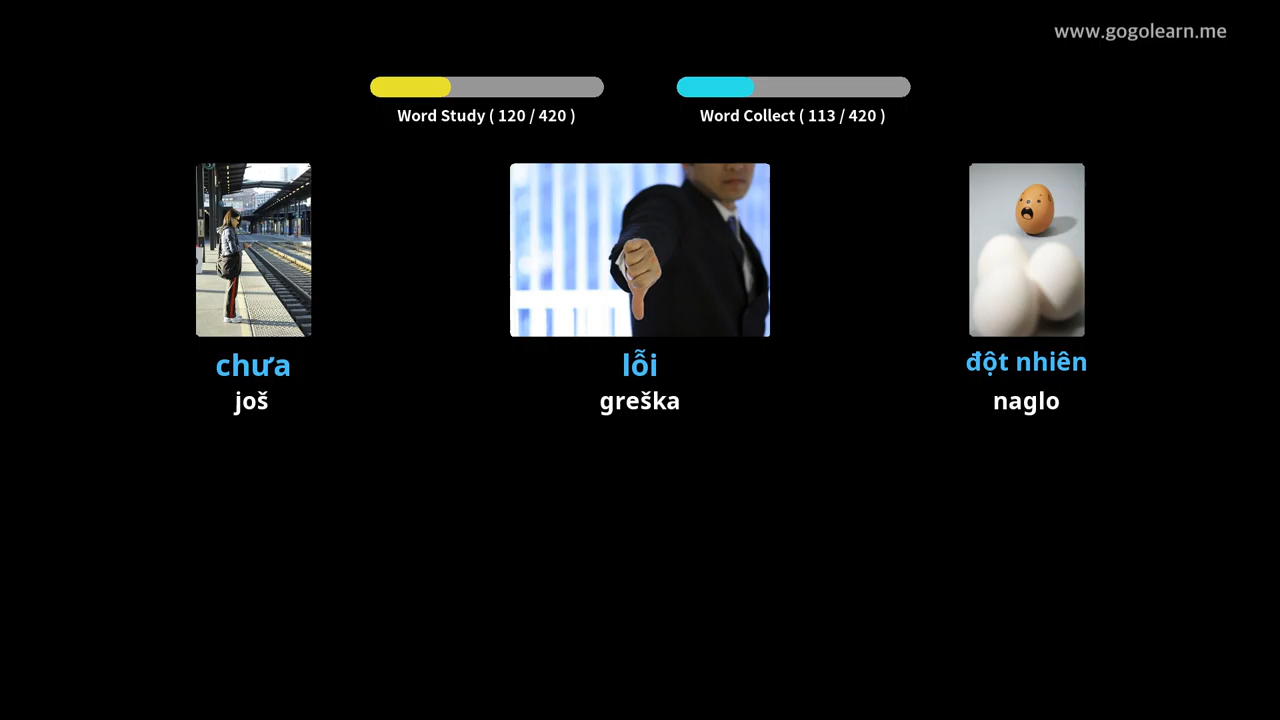 www.gogolearn.me
Word Study ( 120 / 420 )
Word Collect ( 113 / 420 )
chưa
lỗi
đột nhiên
još
greška
naglo